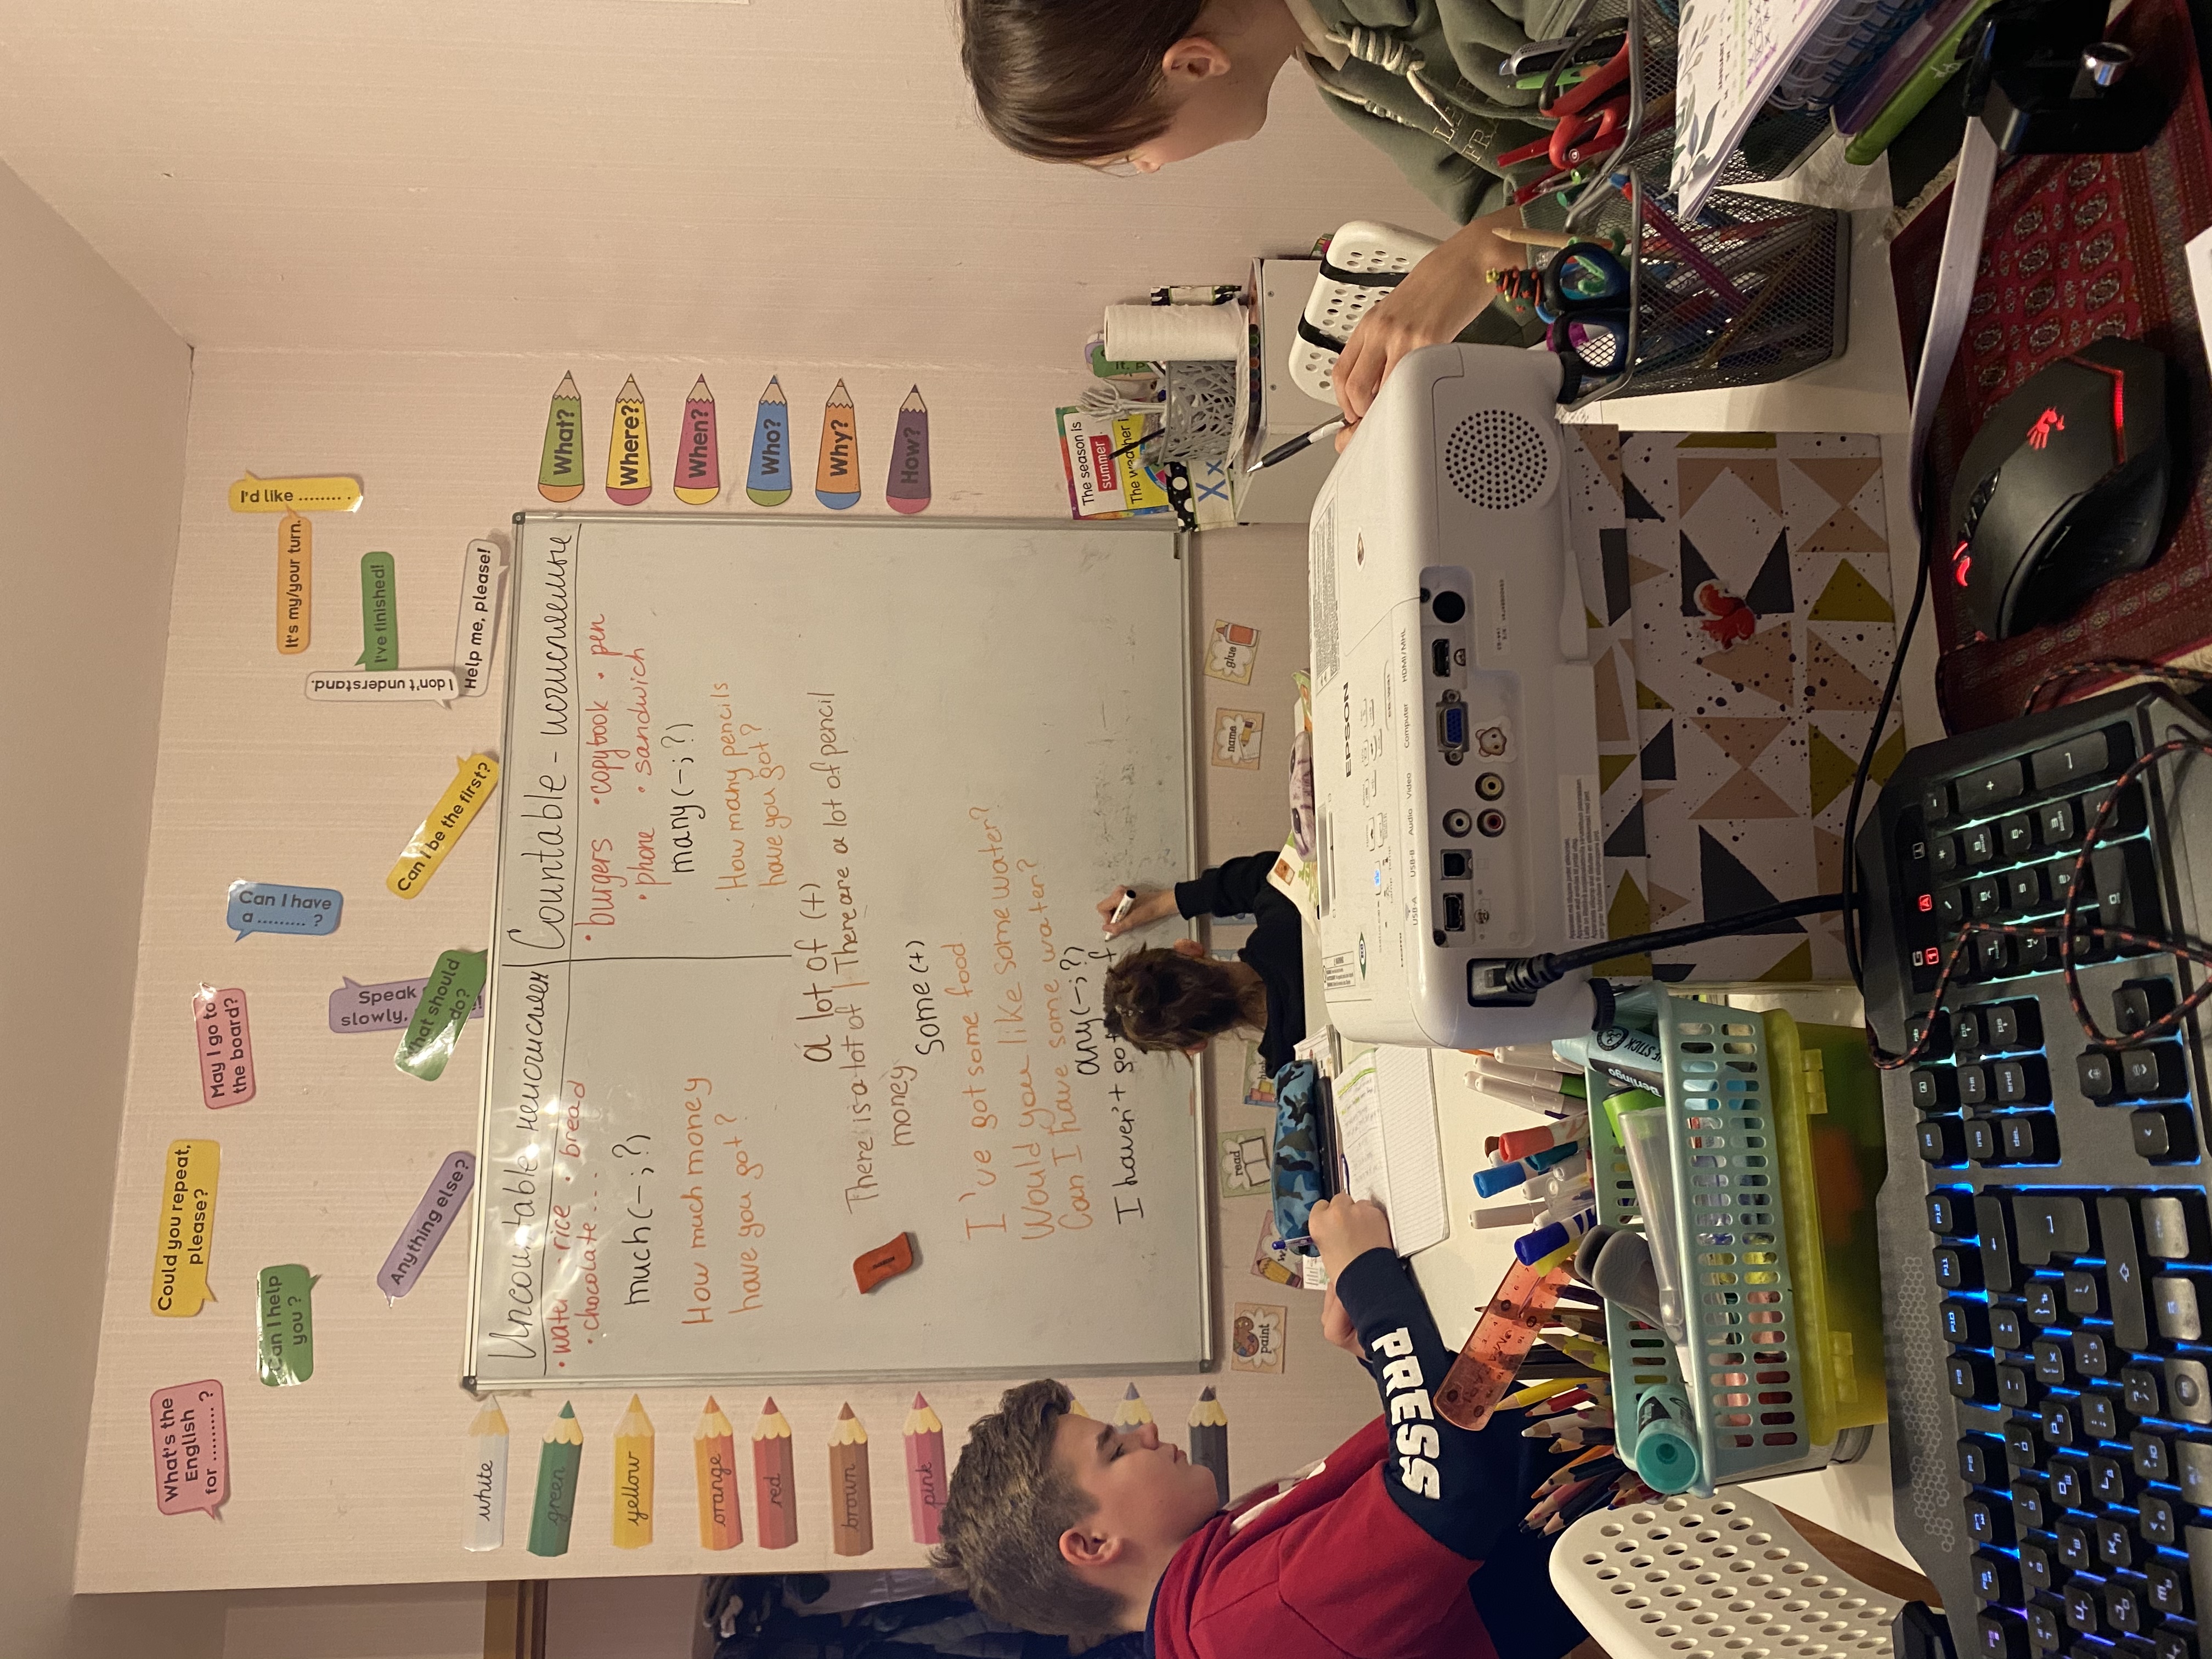 What's the
English
for ......... ?
Could you repeat,
please?
May I go to
the board?
Can I help
you ?
Can I have
a .......... ?
I'd like ......... .
It's my/your turn.
I don't understand.
I've finished!
Speak
slowly,
Anything else?
What should
do?
Can I be the first?
Help me, please!
white
green
yellow
orange
red
brown
pink
Uncountable - неисчислен
• water • rice • bread
• chocolate ...
much (- ; ?)
How much money
have you got?
Countable - исчисляемые
• burgers • copybook • pen
• phone • sandwich
many (- ; ?)
How many pencils
have you got?
a lot of (+)
There is a lot of | There are a lot of pencil
money
Some (+)
I 've got some food
Would you like some water?
Can I have some water?
any (- ; ?)
I haven't got f
What?
Where?
When?
Who?
Why?
How?
The season is
summer
The weather i
Xx
paint
read
name
glue
PRESS
EPSON
USB-A USB-B Audio Video Computer HDMI/MHL
JANUARY